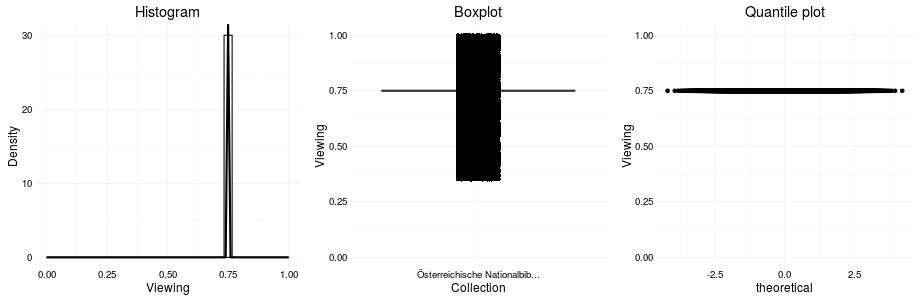 Histogram
Density
30
20
10
0
0.00 0.25 0.50 0.75 1.00
Viewing
Boxplot
Viewing
1.00
0.75
0.50
0.25
0.00
Österreichische Nationalbib...
Collection
Quantile plot
Viewing
1.00
0.75
0.50
0.25
0.00
-2.5 0.0 2.5
theoretical